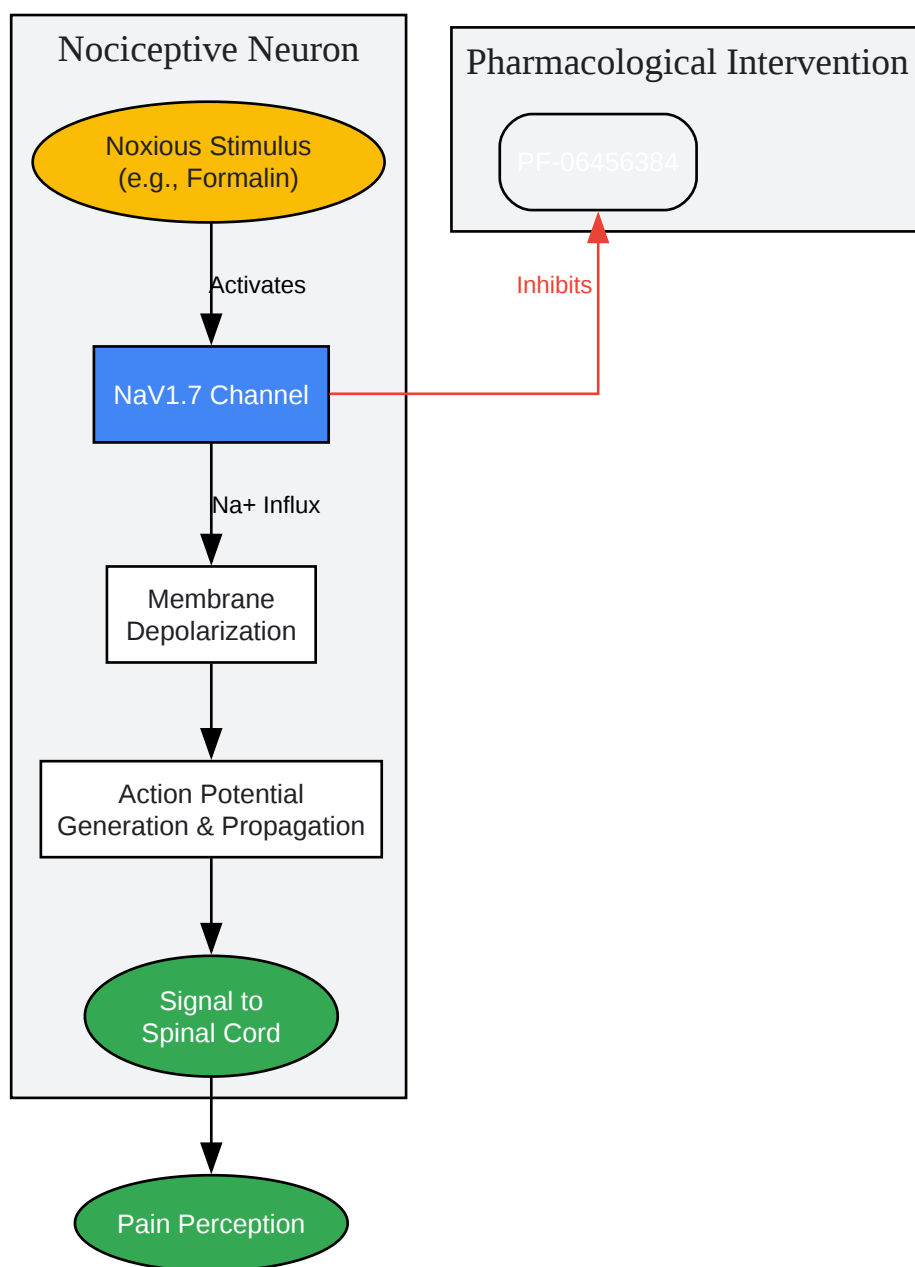 Nociceptive Neuron
Pharmacological Intervention
Noxious Stimulus
(e.g., Formalin)
PF-06456384
Activates
Inhibits
NaV1.7 Channel
Na+ Influx
Membrane
Depolarization
Action Potential
Generation & Propagation
Signal to
Spinal Cord
Pain Perception